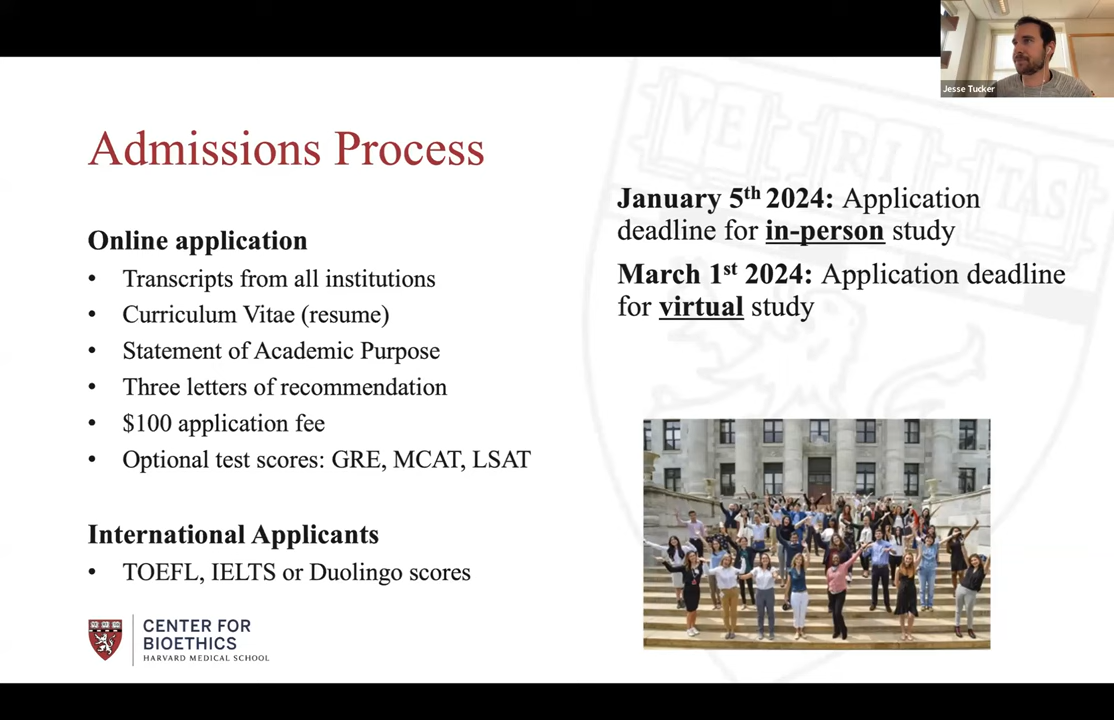 Jesse Tucker
VE RI TAS
Admissions Process
Online application
• Transcripts from all institutions
• Curriculum Vitae (resume)
• Statement of Academic Purpose
• Three letters of recommendation
• $100 application fee
• Optional test scores: GRE, MCAT, LSAT
International Applicants
• TOEFL, IELTS or Duolingo scores
January 5th 2024: Application
deadline for in-person study
March 1st 2024: Application deadline
for virtual study
CENTER FOR
BIOETHICS
HARVARD MEDICAL SCHOOL